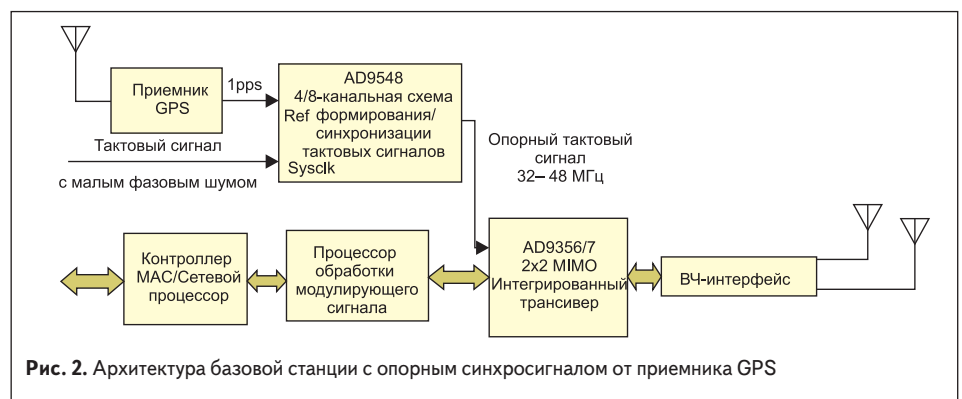 Приемник
GPS
1pps
AD9548
4/8-канальная схема
Ref формирования/
синхронизации
тактовых сигналов
Sysclk
Тактовый сигнал
с малым фазовым шумом
Опорный тактовый
сигнал
32– 48 МГц
Контроллер
МАС/Сетевой
процессор
Процессор
обработки
модулирующего
сигнала
AD9356/7
2x2 MIMO
Интегрированный
трансивер
ВЧ-интерфейс
Рис. 2. Архитектура базовой станции с опорным синхросигналом от приемника GPS